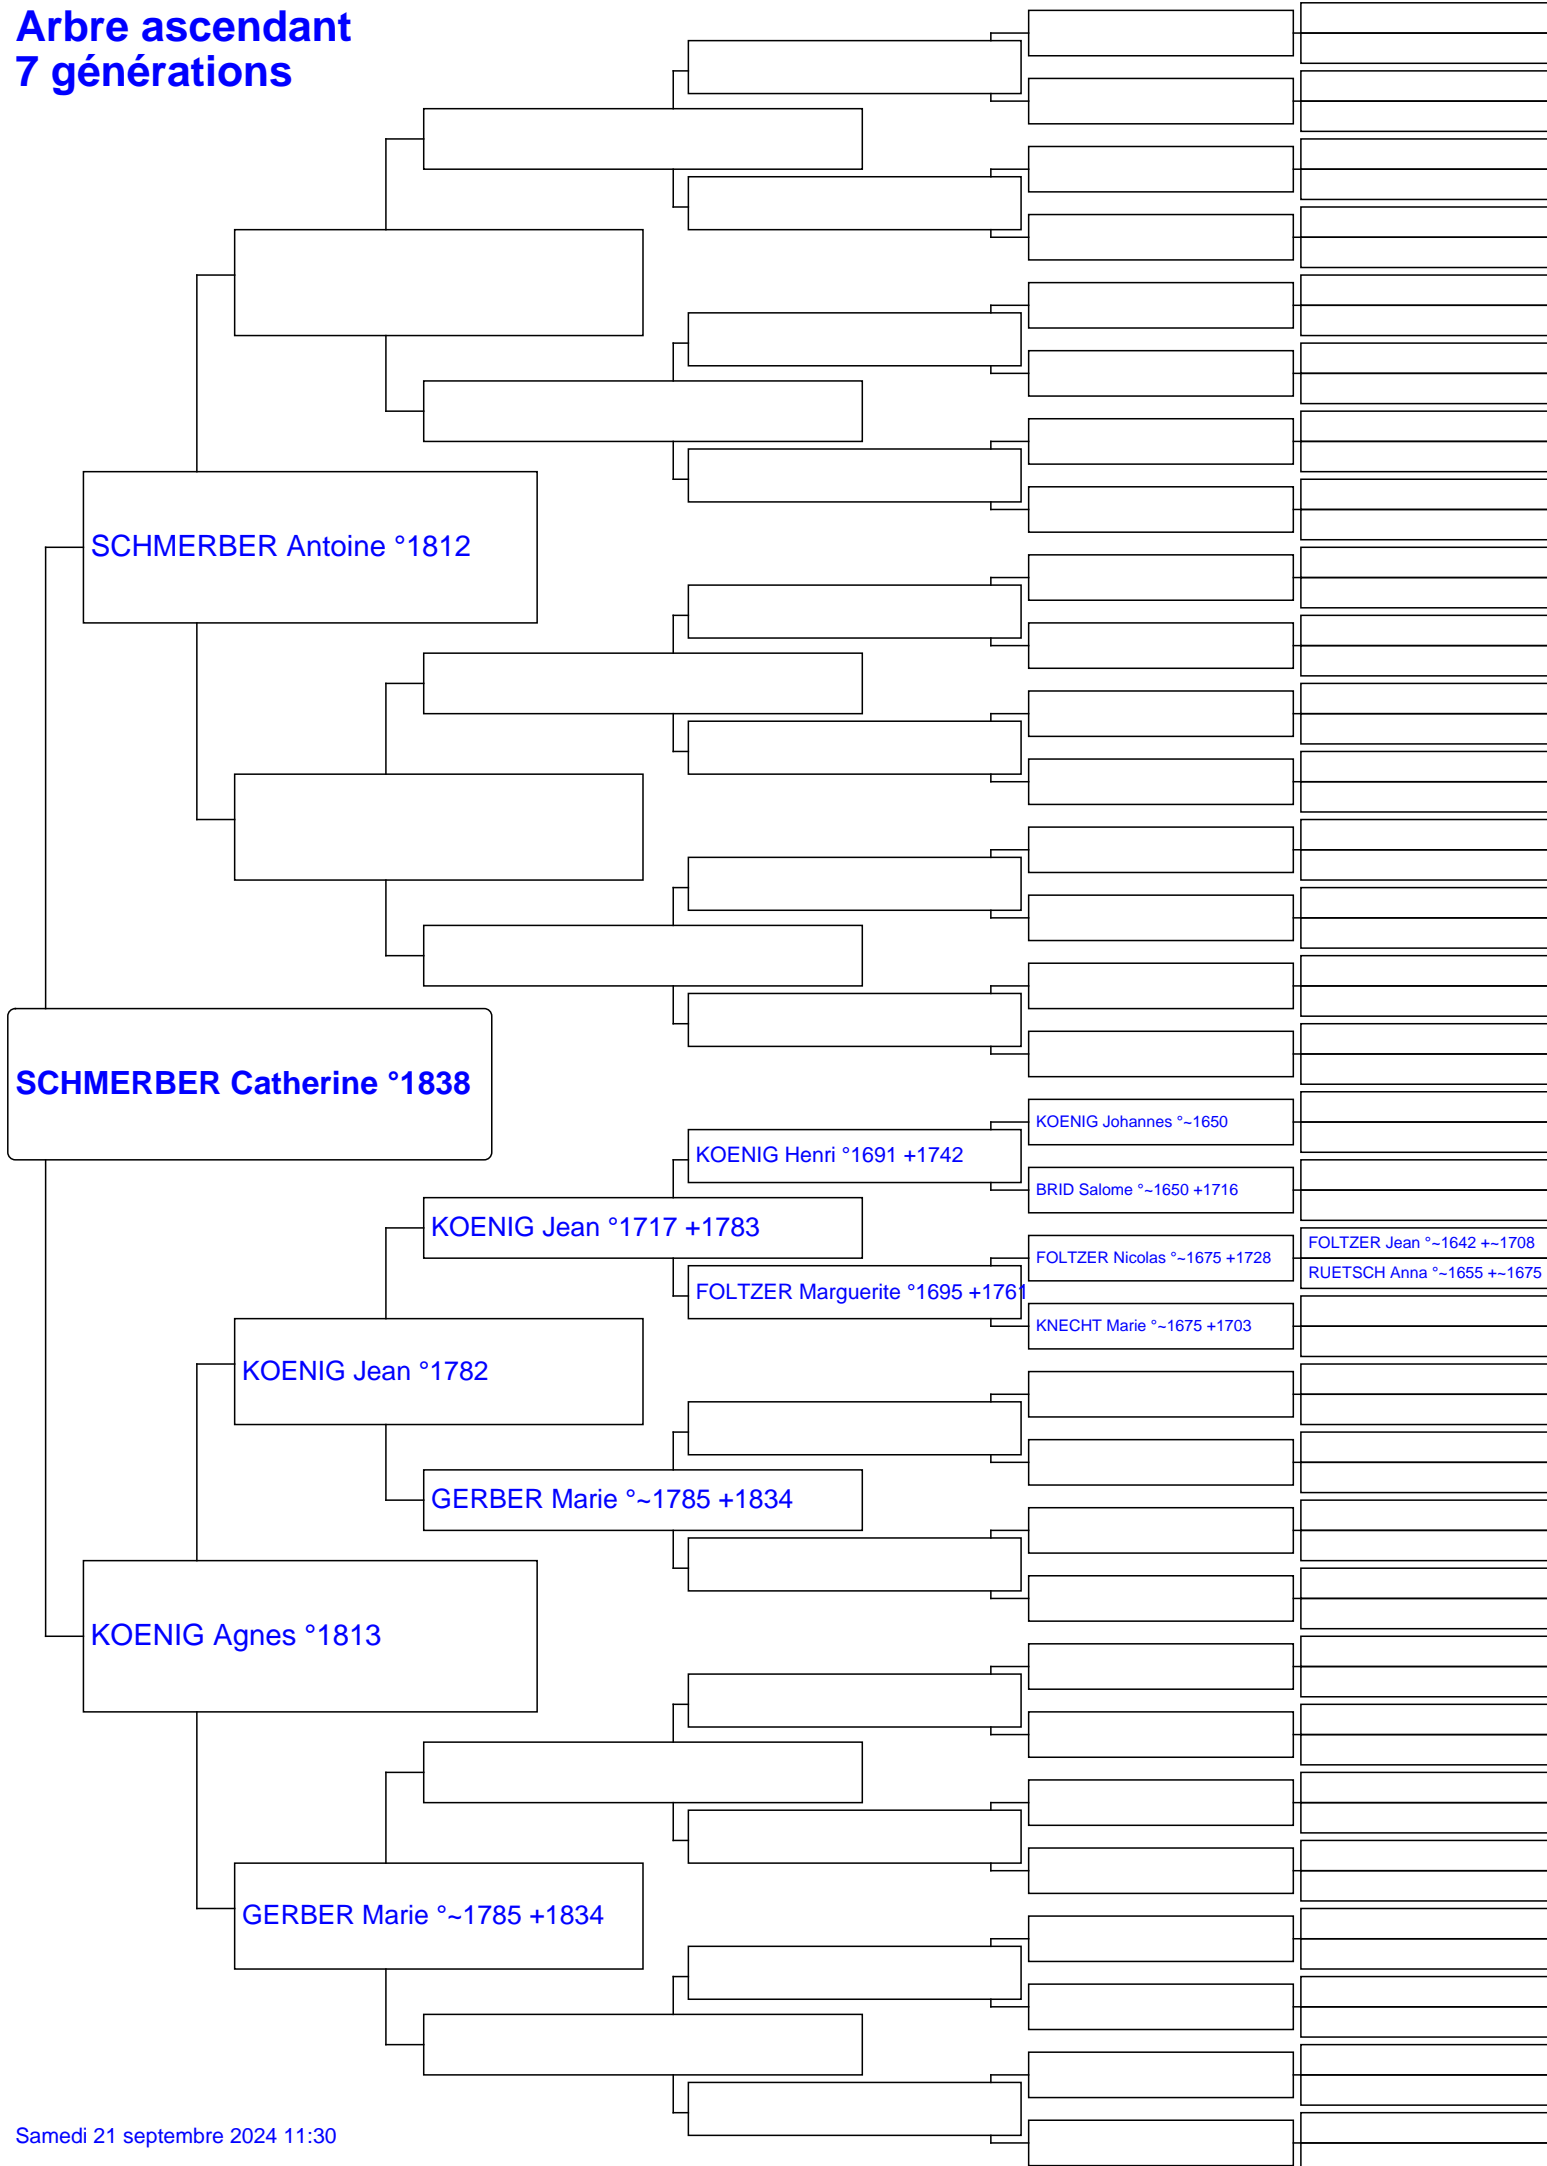 Arbre ascendant
7 générations
SCHMERBER Antoine °1812
SCHMERBER Catherine °1838
KOENIG Johannes °~1650
KOENIG Henri °1691 +1742
BRID Salome °~1650 +1716
KOENIG Jean °1717 +1783
FOLTZER Jean °~1642 +~1708
FOLTZER Nicolas °~1675 +1728
RUETSCH Anna °~1655 +~1675
FOLTZER Marguerite °1695 +1761
KNECHT Marie °~1675 +1703
KOENIG Jean °1782
GERBER Marie °~1785 +1834
KOENIG Agnes °1813
GERBER Marie °~1785 +1834
Samedi 21 septembre 2024 11:30